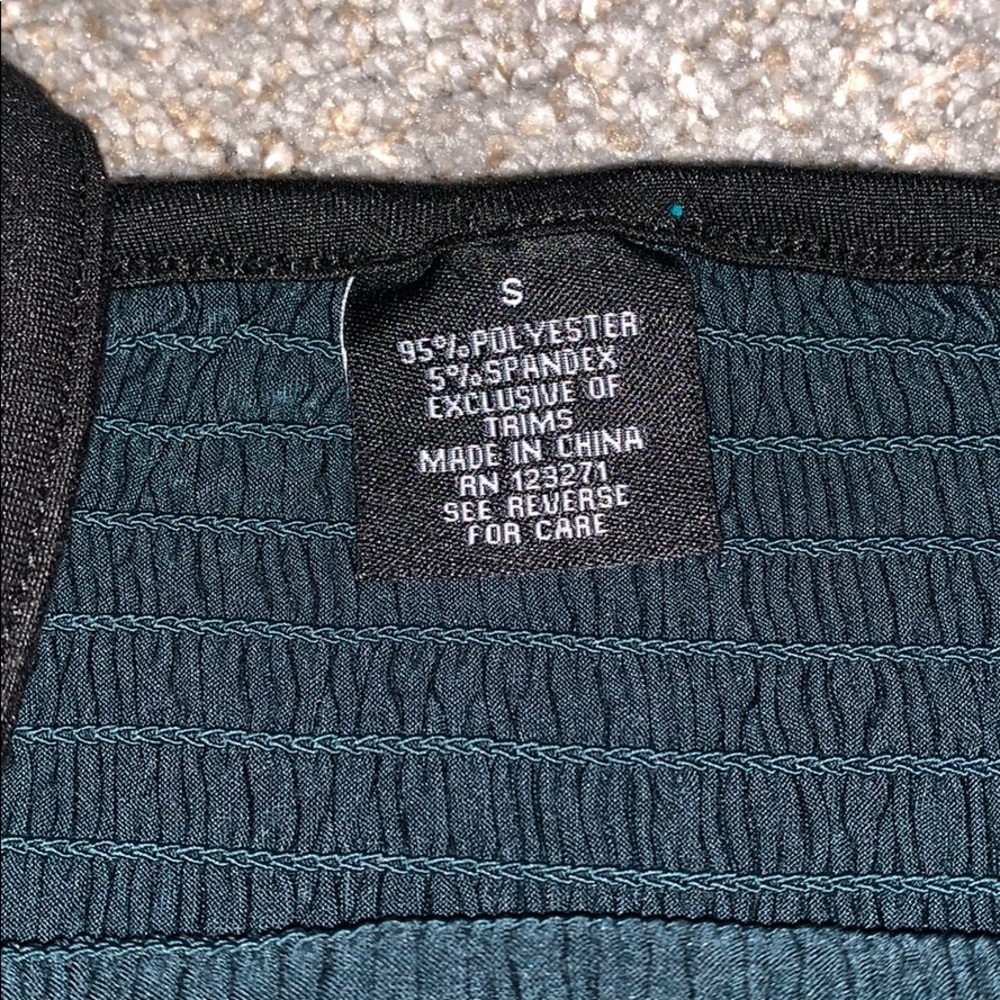 S
95%POLYESTER
5%SPANDEX
EXCLUSIVE OF
TRIMS
MADE IN CHINA
RN 123271
SEE REVERSE
FOR CARE